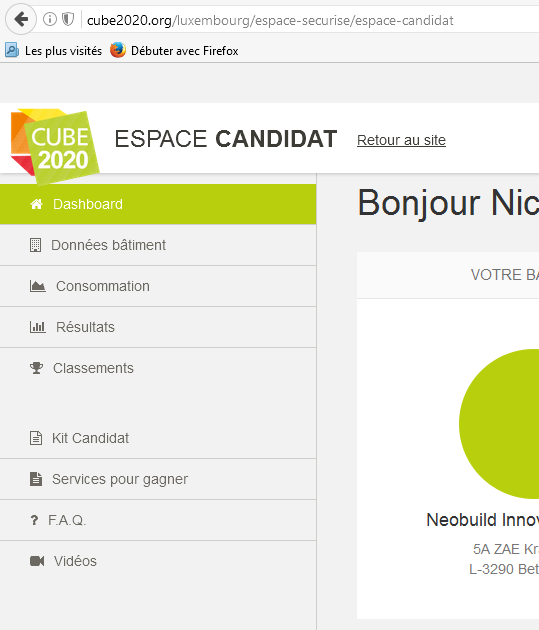 cube2020.org/luxembourg/espace-securise/espace-candidat
Les plus visités Débuter avec Firefox
CUBE
2020
ESPACE CANDIDAT Retour au site
Dashboard
Données bâtiment
Consommation
Résultats
Classements
Kit Candidat
Services pour gagner
? F.A.Q.
Vidéos
Bonjour Nic
VOTRE BA
Neobuild Innov
5A ZAE Kr
L-3290 Bet